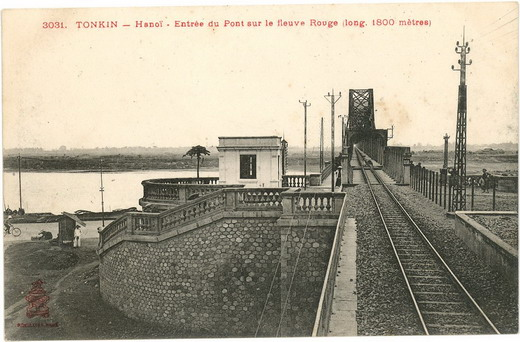 3031. TONKIN — Hanoï - Entrée du Pont sur le fleuve Rouge (long. 1800 mètres)